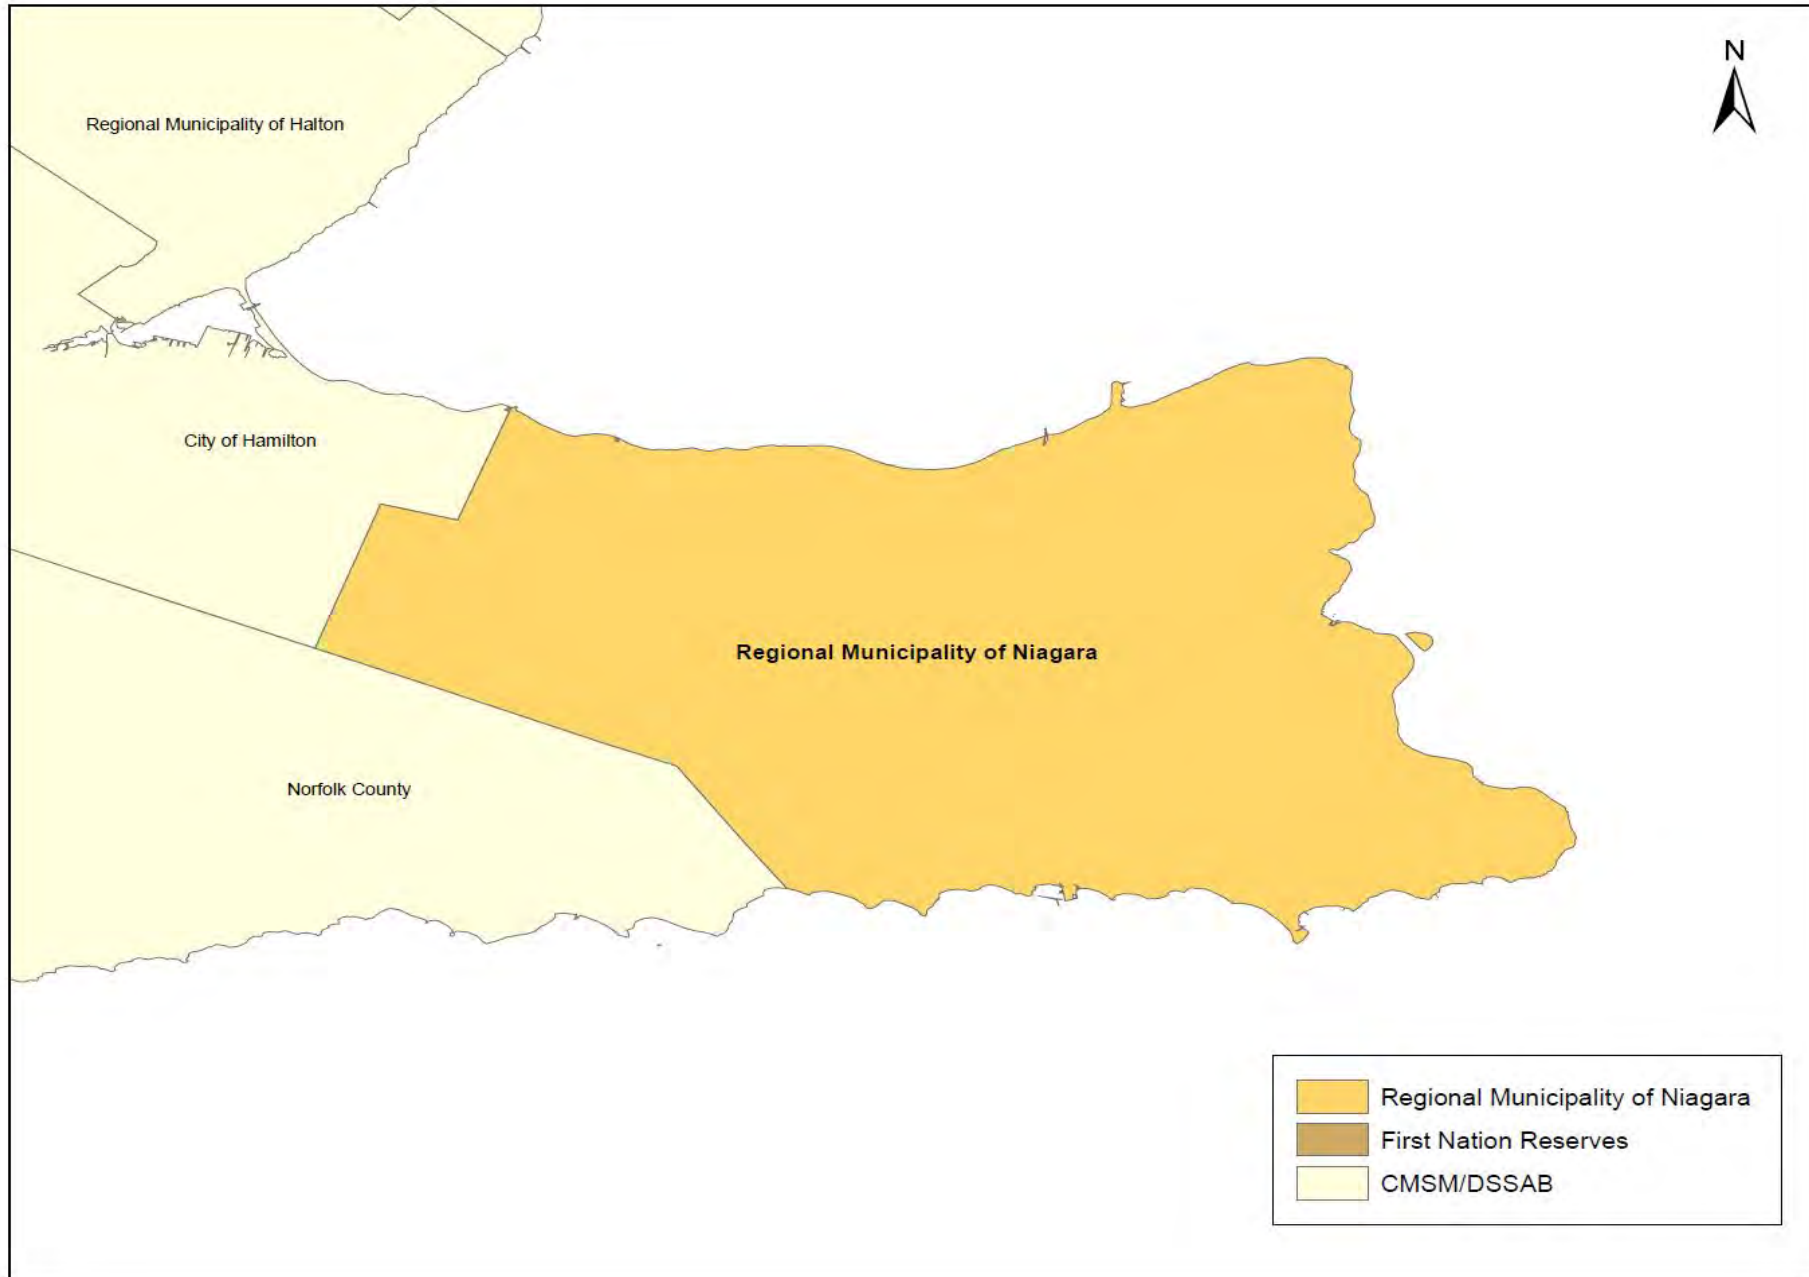 N
Regional Municipality of Halton
City of Hamilton
Regional Municipality of Niagara
Norfolk County
Regional Municipality of Niagara
First Nation Reserves
CMSM/DSSAB